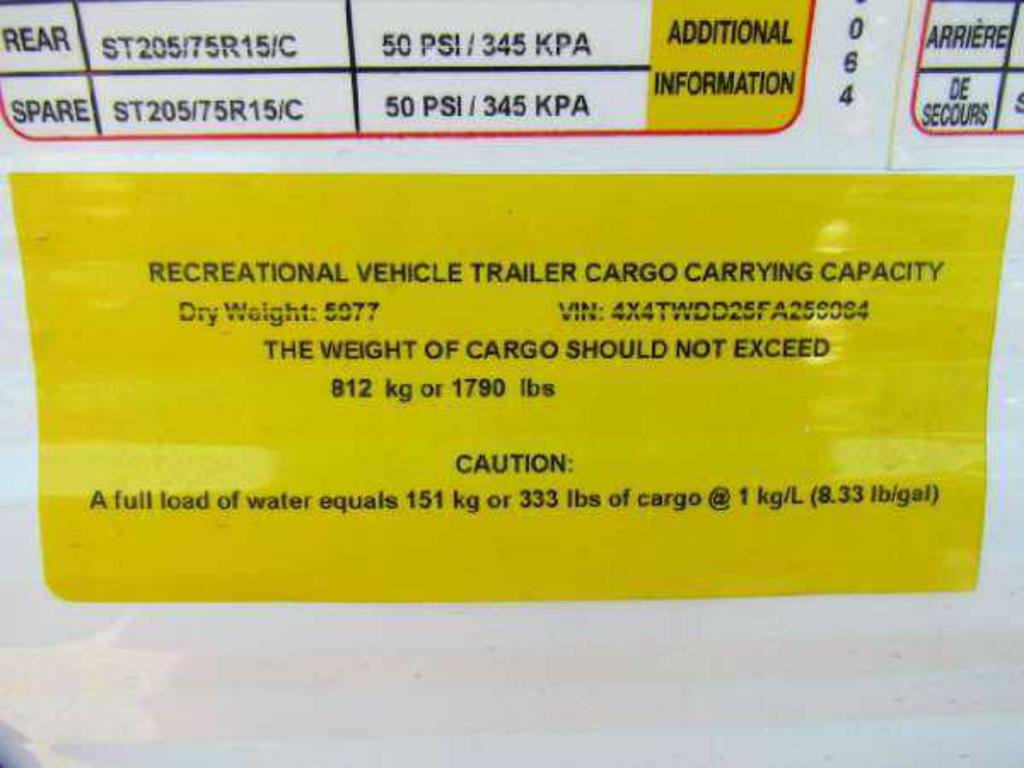 REAR ST205/75R15/C 50 PSI / 345 KPA
SPARE ST205/75R15/C 50 PSI / 345 KPA
ADDITIONAL
INFORMATION
0
6
4
ARRIÈRE
DE
SECOURS
RECREATIONAL VEHICLE TRAILER CARGO CARRYING CAPACITY
Dry Weight: VIN:
THE WEIGHT OF CARGO SHOULD NOT EXCEED
812 kg or 1790 lbs
CAUTION:
A full load of water equals 151 kg or 333 lbs of cargo @ 1 kg/L (8.33 lb/gal)